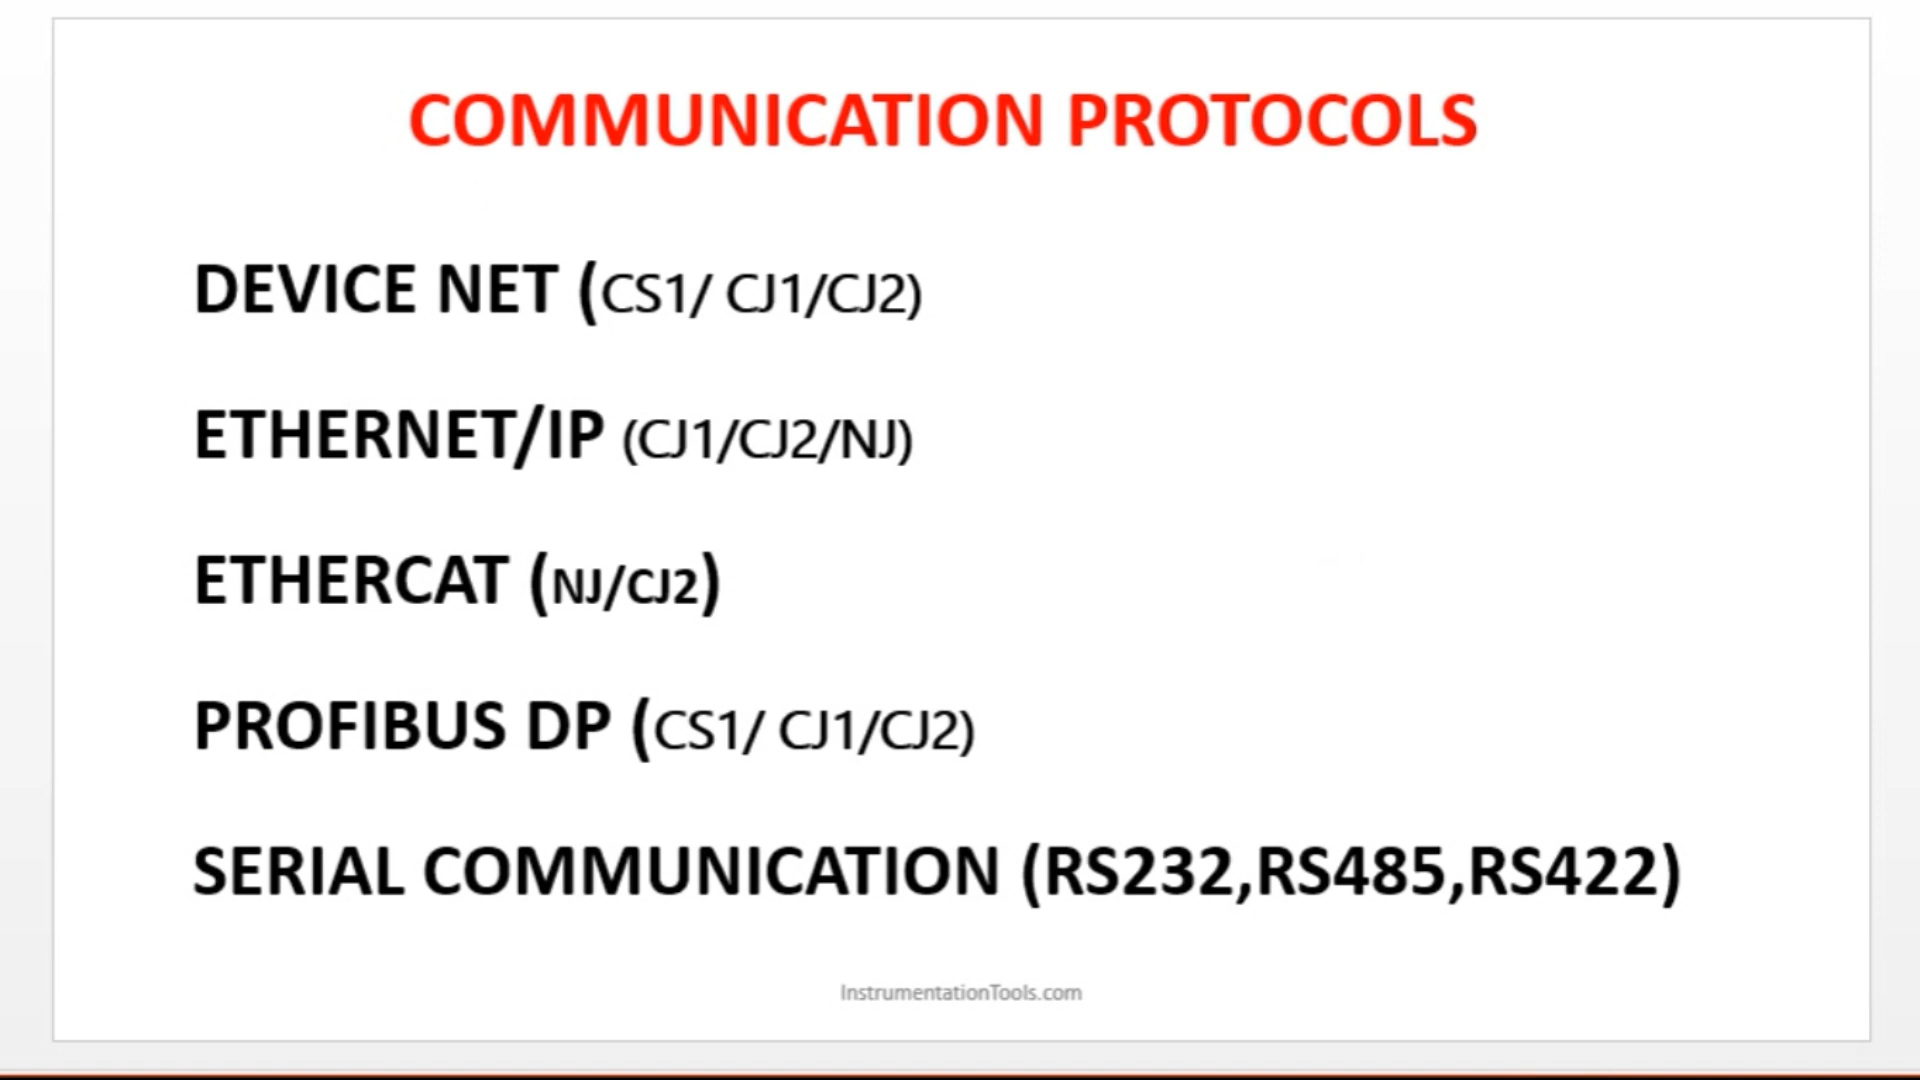 COMMUNICATION PROTOCOLS
DEVICE NET (CS1/ CJ1/CJ2)
ETHERNET/IP (CJ1/CJ2/NJ)
ETHERCAT (NJ/CJ2)
PROFIBUS DP (CS1/ CJ1/CJ2)
SERIAL COMMUNICATION (RS232,RS485,RS422)
InstrumentationTools.com